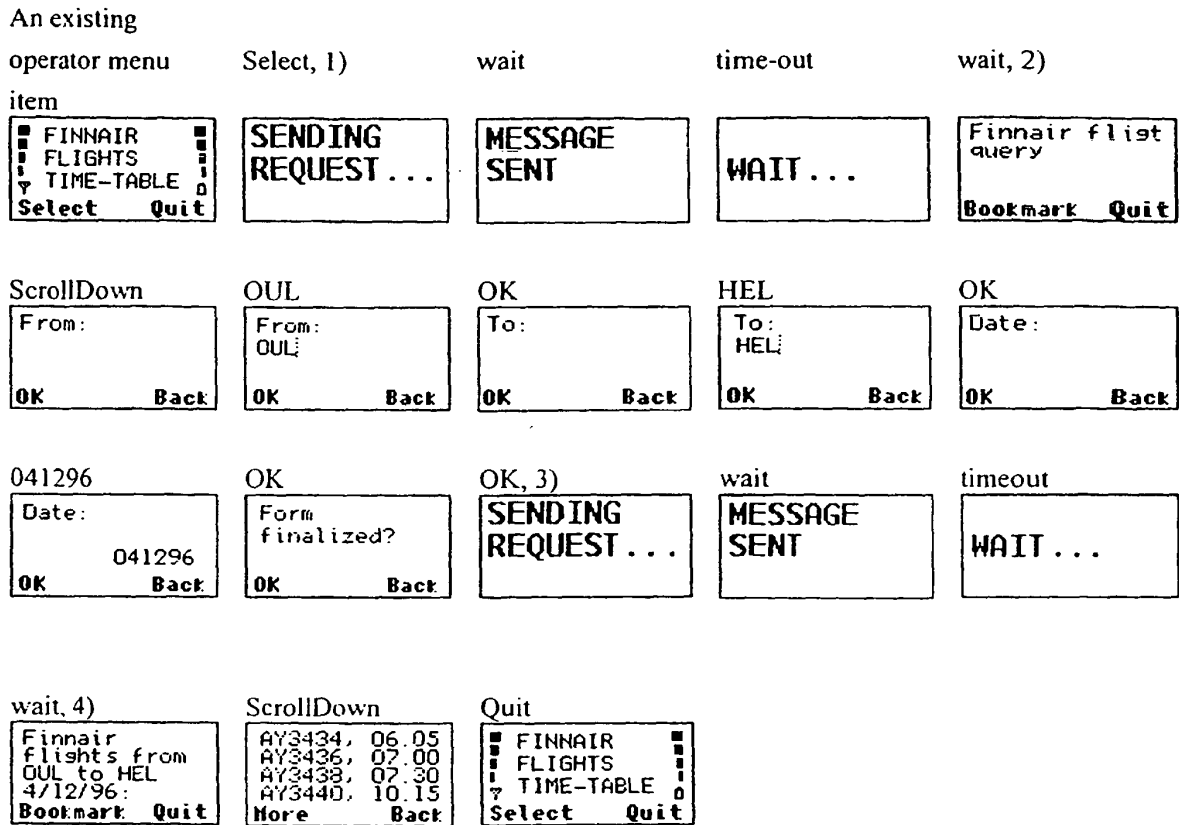 An existing
operator menu Select, 1) wait time-out wait, 2)
item
FINNAIR
FLIGHTS
TIME-TABLE
Select Quit
SENDING
REQUEST...
MESSAGE
SENT
WAIT...
Finnair fligt
query
Bookmark Quit
ScrollDown OUL OK HEL OK
From:
OK Back
From:
OUL
OK Back
To:
OK Back
To:
HEL
OK Back
Date:
OK Back
041296 OK OK, 3) wait timeout
Date:
041296
OK Back
Form
finalized?
OK Back
SENDING
REQUEST...
MESSAGE
SENT
WAIT...
wait, 4) ScrollDown Quit
Finnair
flights from
OUL to HEL
4/12/96:
Bookmark Quit
AY3434, 06.05
AY3436, 07.00
AY3438, 07.30
AY3440, 10.15
More Back
FINNAIR
FLIGHTS
TIME-TABLE
Select Quit